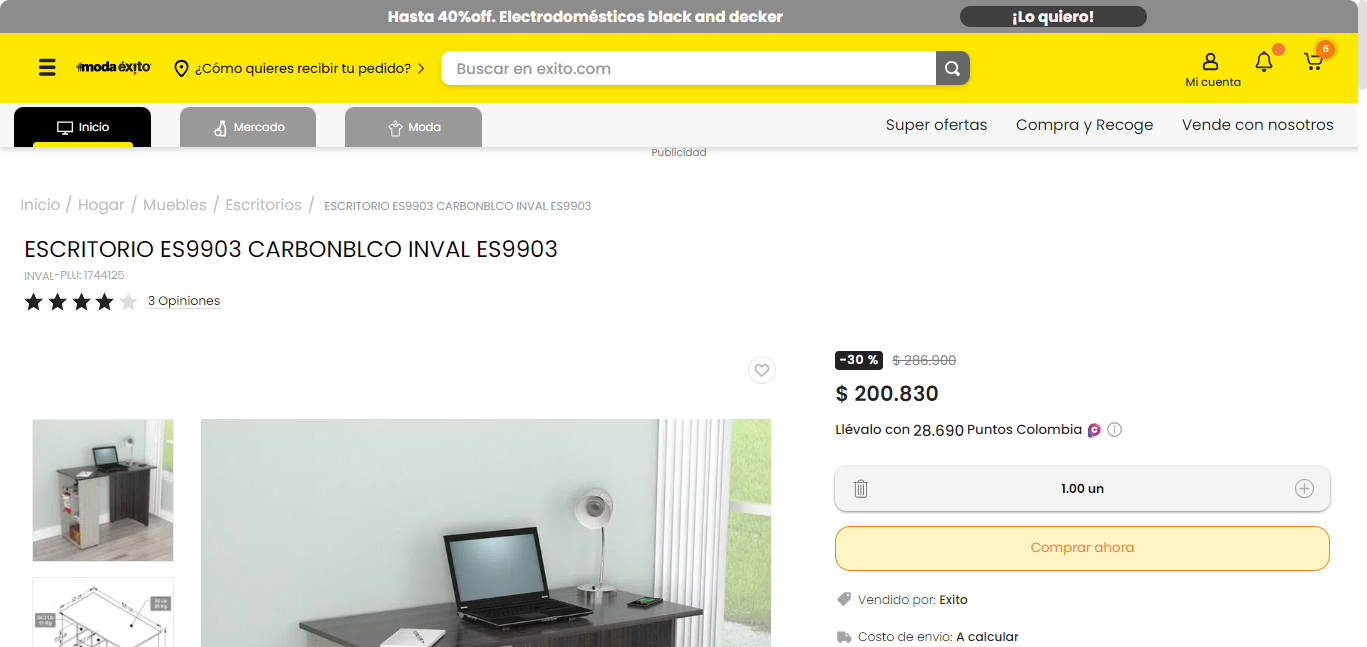 Hasta 40%off. Electrodomésticos black and decker
¡Lo quiero!
#moda éxito
¿Cómo quieres recibir tu pedido?
Buscar en exito.com
Mi cuenta
6
Inicio
Mercado
Moda
Super ofertas
Compra y Recoge
Vende con nosotros
Publicidad
Inicio / Hogar / Muebles / Escritorios / ESCRITORIO ES9903 CARBONBLCO INVAL ES9903
ESCRITORIO ES9903 CARBONBLCO INVAL ES9903
INVAL-PLU: 1744125
3 Opiniones
-30 % $ 286.900
$ 200.830
Llévalo con 28.690 Puntos Colombia
1.00 un
Comprar ahora
Vendido por: Exito
Costo de envío: A calcular